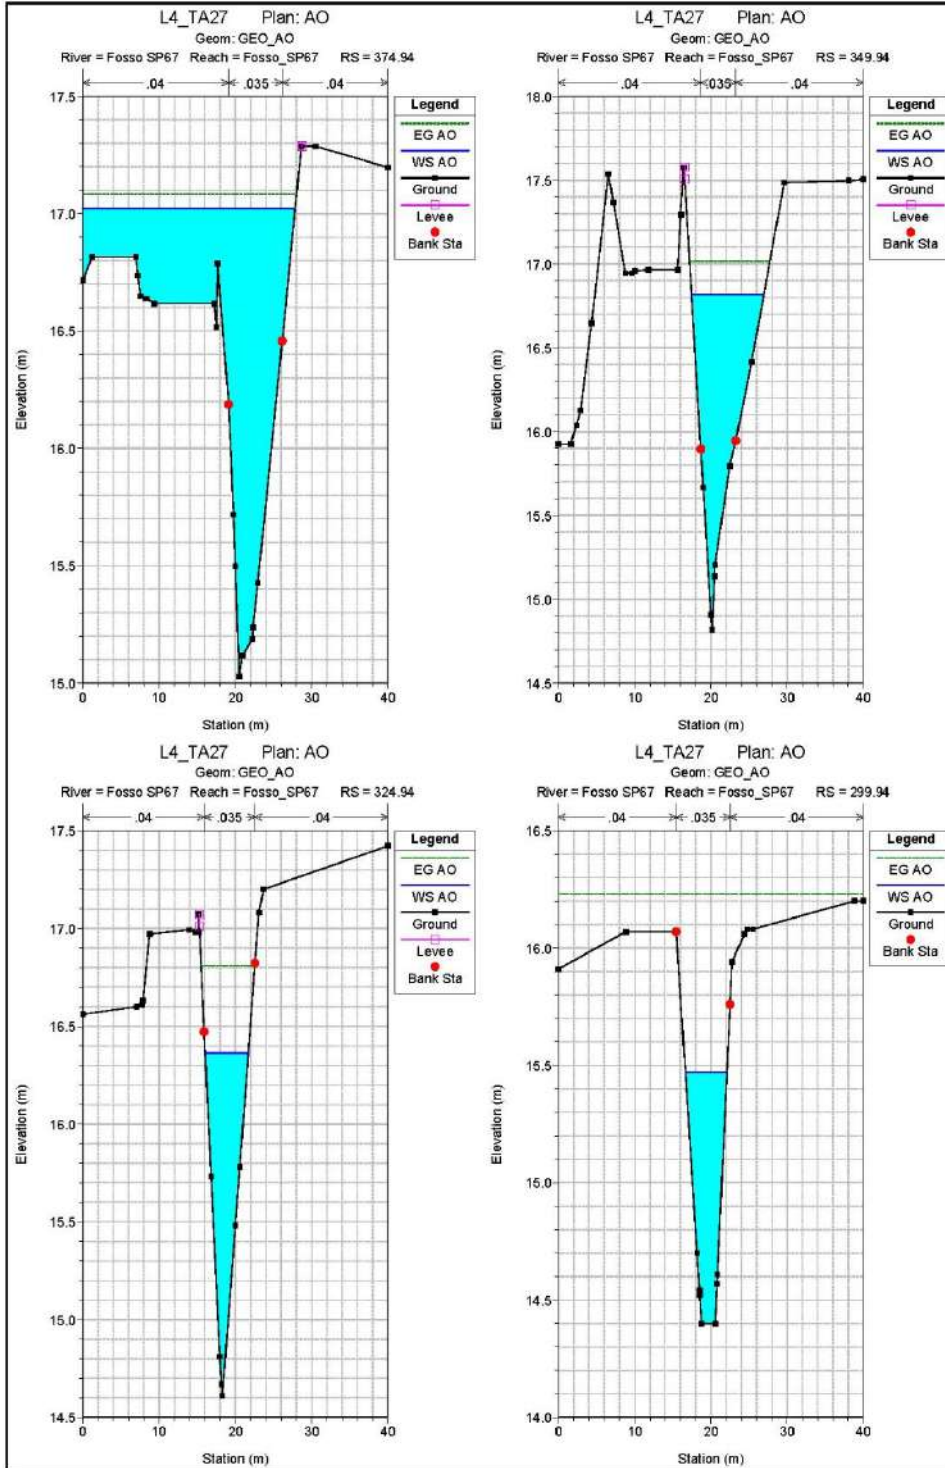 L4_TA27 Plan: AO
Geom: GEO_AO
River = Fosso SP67 Reach = Fosso_SP67 RS = 374.94
.04 .035 .04
17.5
17.0
16.5
16.0
15.5
15.0
Elevation (m)
0 10 20 30 40
Station (m)
Legend
EG AO
WS AO
Ground
Levee
Bank Sta
L4_TA27 Plan: AO
Geom: GEO_AO
River = Fosso SP67 Reach = Fosso_SP67 RS = 349.94
.04 .035 .04
18.0
17.5
17.0
16.5
16.0
15.5
15.0
14.5
Elevation (m)
0 10 20 30 40
Station (m)
Legend
EG AO
WS AO
Ground
Levee
Bank Sta
L4_TA27 Plan: AO
Geom: GEO_AO
River = Fosso SP67 Reach = Fosso_SP67 RS = 324.94
.04 .035 .04
17.5
17.0
16.5
16.0
15.5
15.0
14.5
Elevation (m)
0 10 20 30 40
Station (m)
Legend
EG AO
WS AO
Ground
Levee
Bank Sta
L4_TA27 Plan: AO
Geom: GEO_AO
River = Fosso SP67 Reach = Fosso_SP67 RS = 299.94
.04 .035 .04
16.5
16.0
15.5
15.0
14.5
14.0
Elevation (m)
0 10 20 30 40
Station (m)
Legend
EG AO
WS AO
Ground
Bank Sta